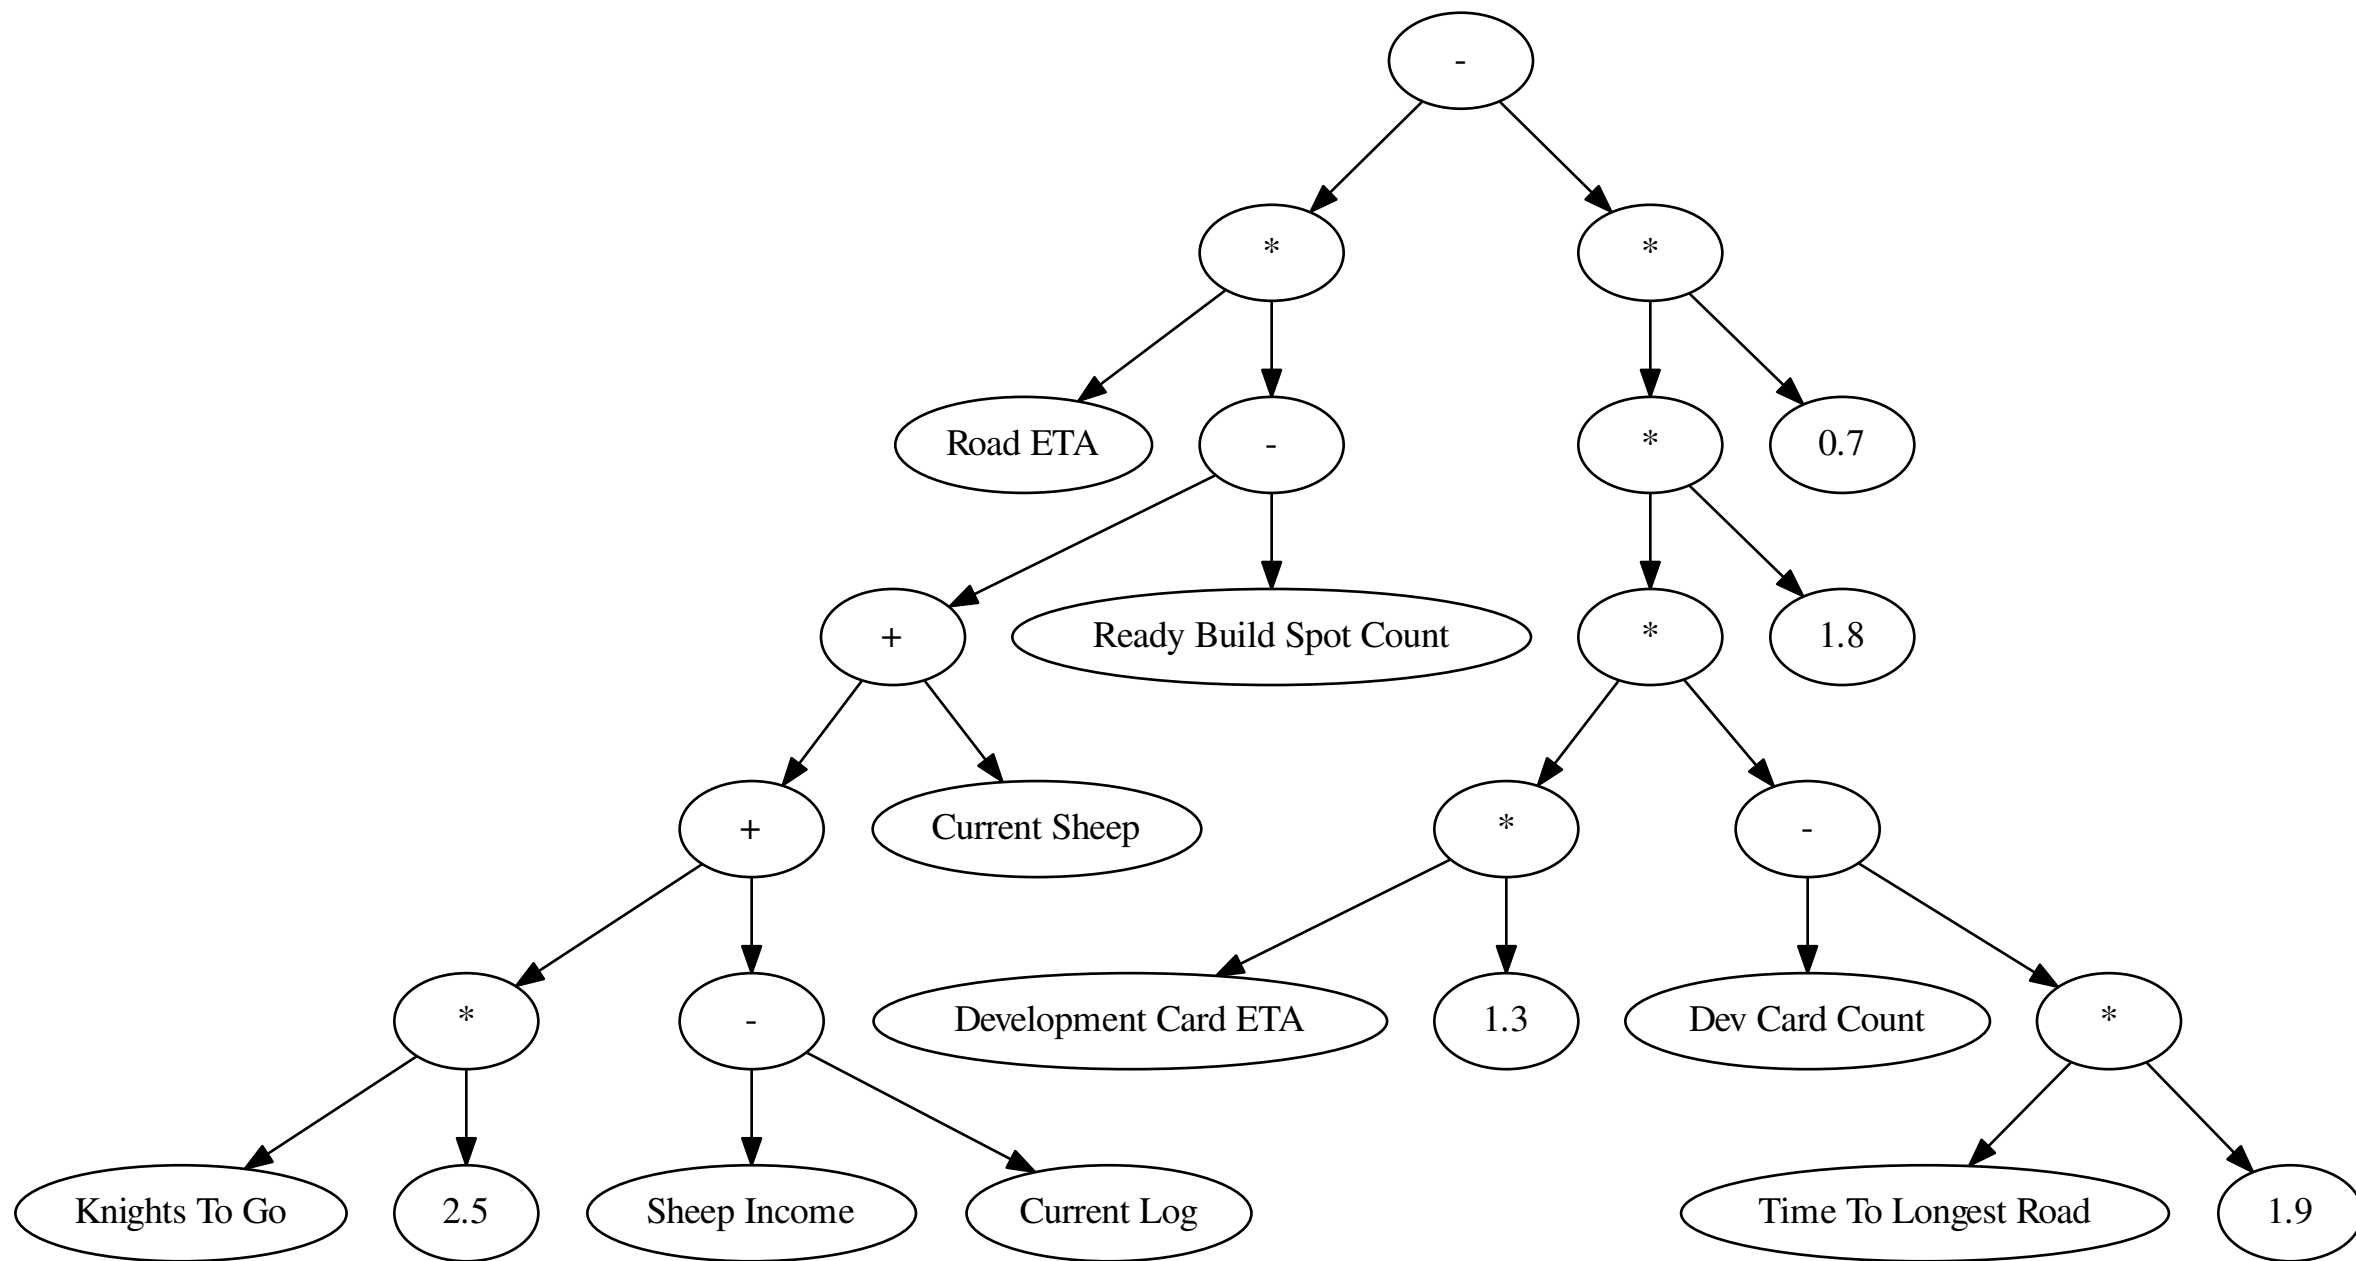 -
*
*
Road ETA
-
*
0.7
+
Ready Build Spot Count
*
1.8
+
Current Sheep
*
-
*
-
Development Card ETA
1.3
Dev Card Count
*
Knights To Go
2.5
Sheep Income
Current Log
Time To Longest Road
1.9